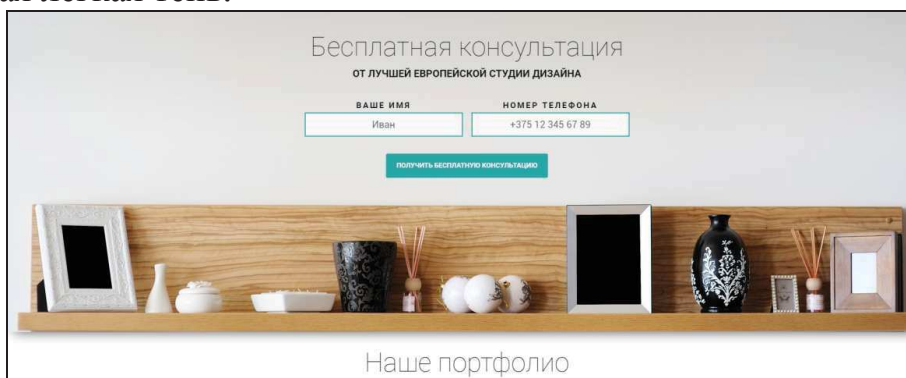 Бесплатная консультация
ОТ ЛУЧШЕЙ ЕВРОПЕЙСКОЙ СТУДИИ ДИЗАЙНА
ВАШЕ ИМЯ НОМЕР ТЕЛЕФОНА
Иван +375 12 345 67 89
ПОЛУЧИТЬ БЕСПЛАТНУЮ КОНСУЛЬТАЦИЮ
Наше портфолио